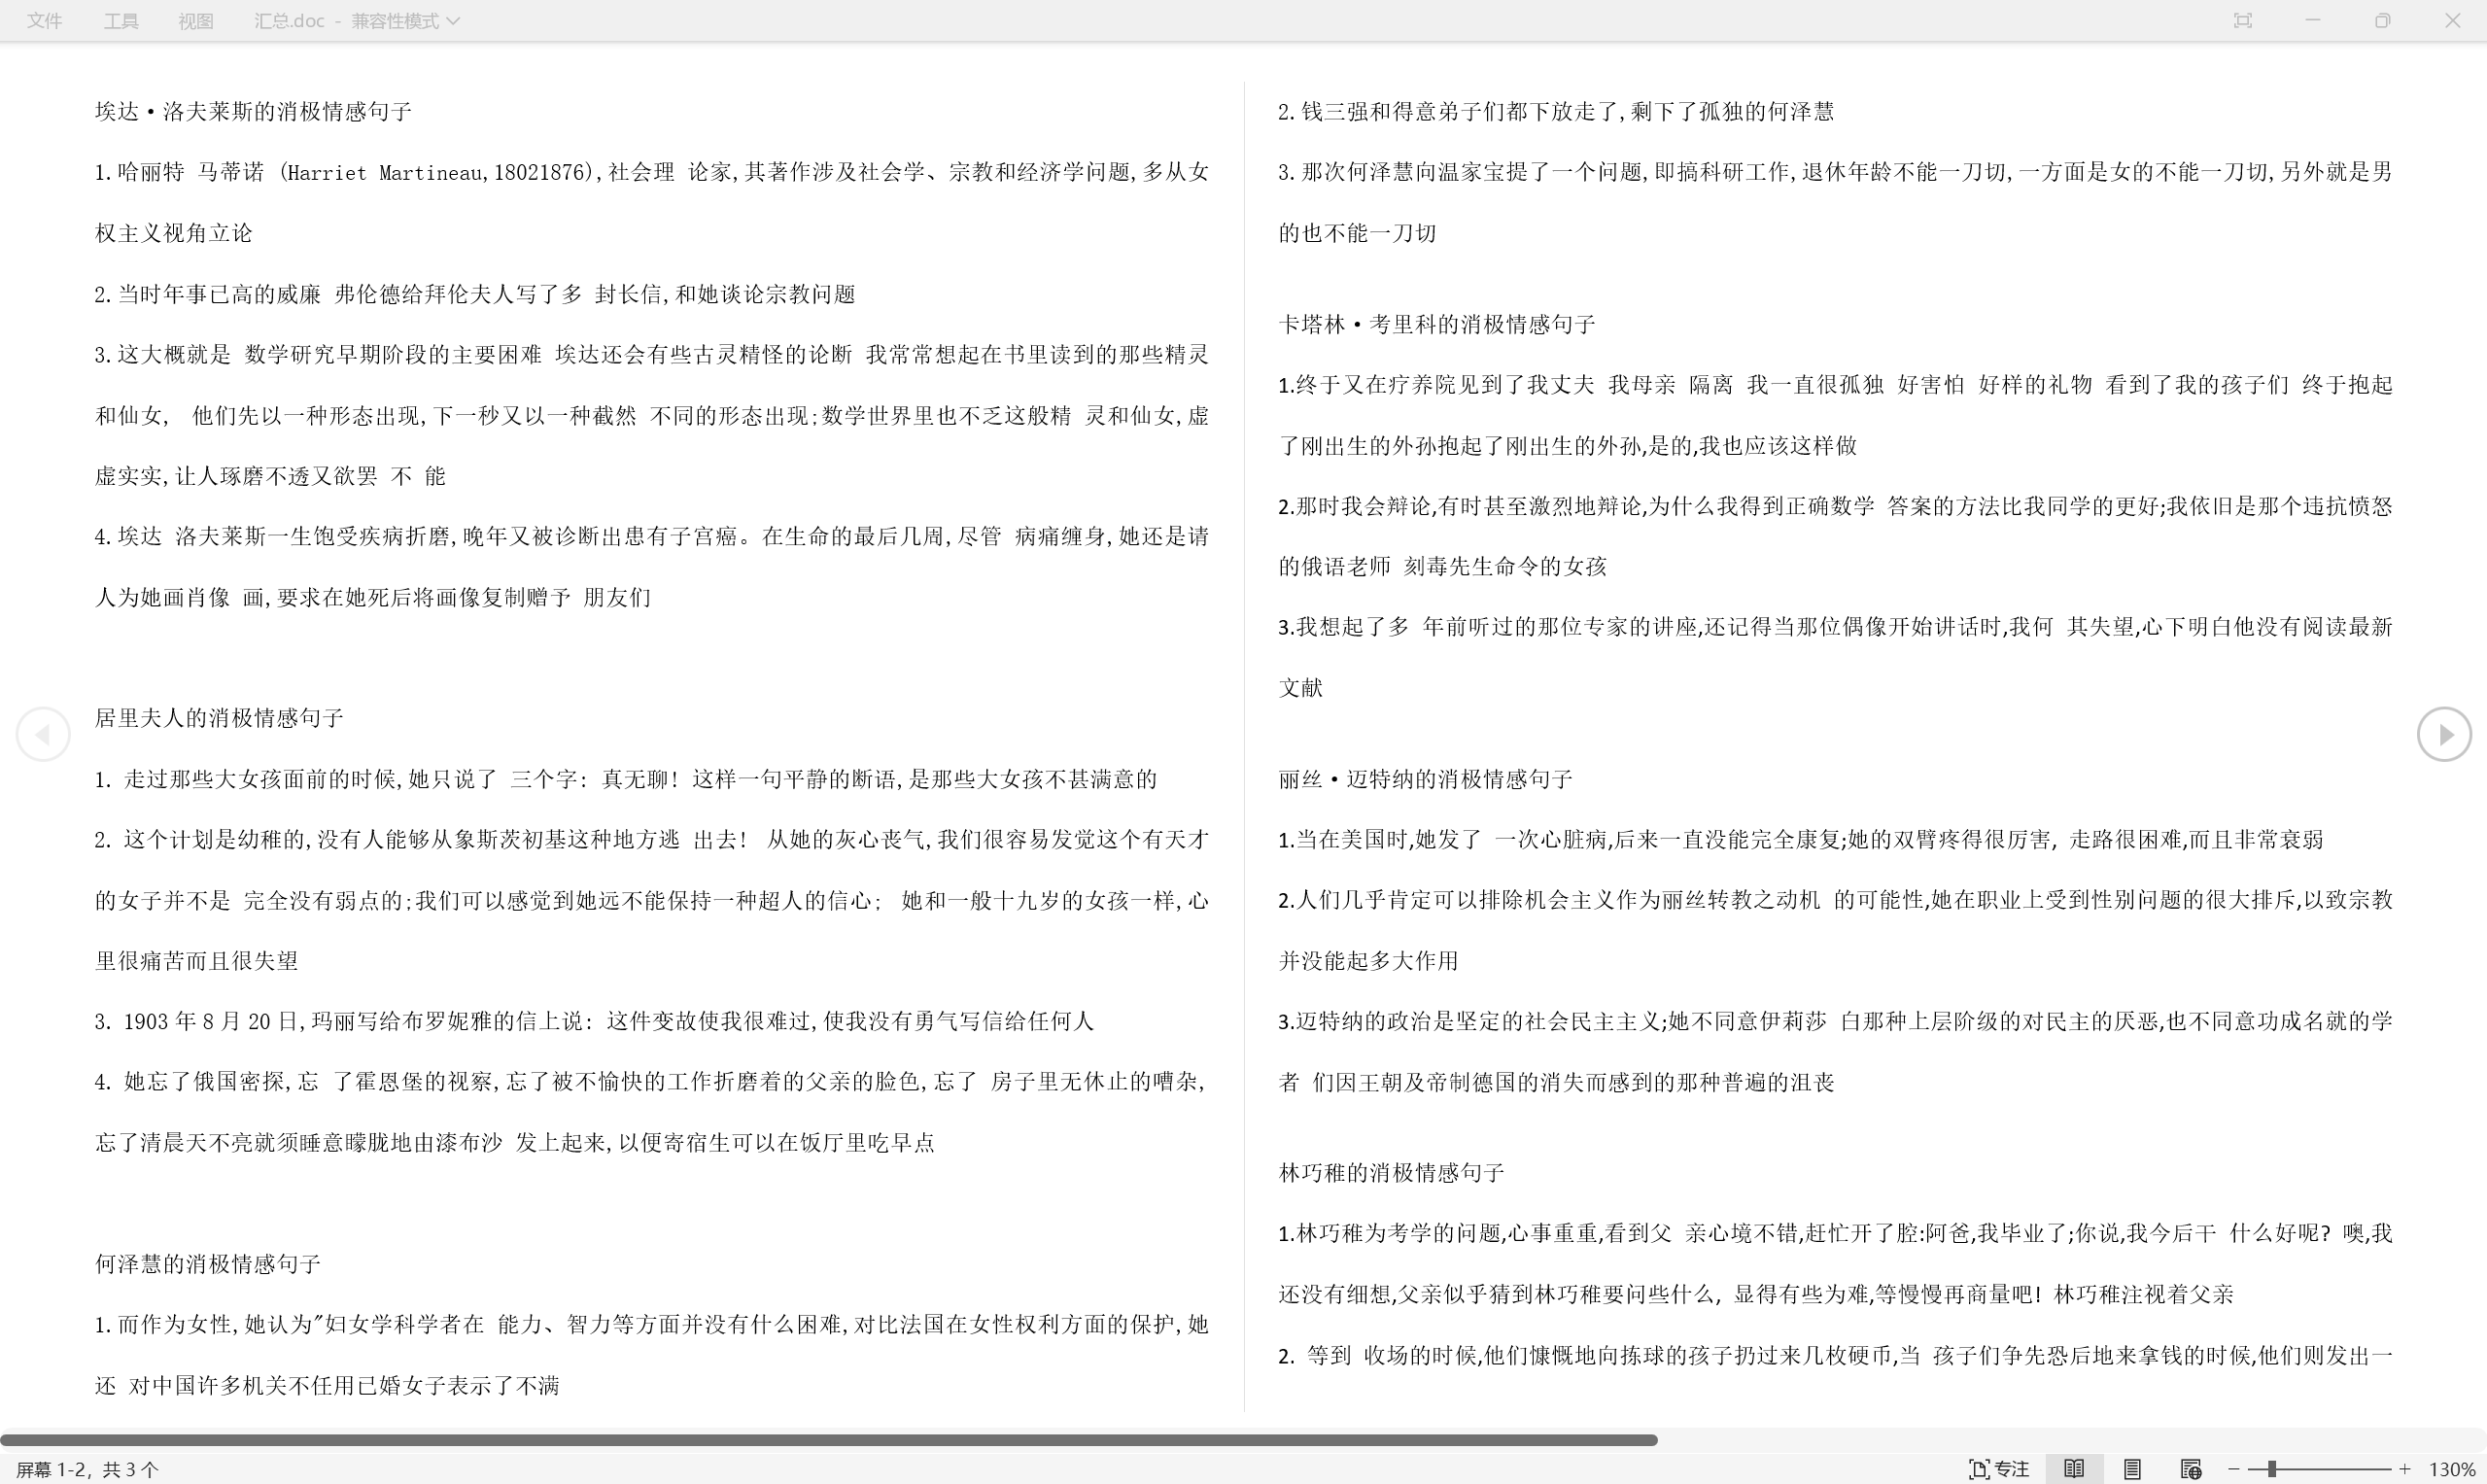 文件 工具 视图 汇总.doc - 兼容性模式
埃达·洛夫莱斯的消极情感句子
1.哈丽特 马蒂诺 (Harriet Martineau,18021876),社会理 论家,其著作涉及社会学、宗教和经济学问题,多从女
权主义视角立论
2.当时年事已高的威廉 弗伦德给拜伦夫人写了多 封长信,和她谈论宗教问题
3.这大概就是 数学研究早期阶段的主要困难 埃达还会有些古灵精怪的论断 我常常想起在书里读到的那些精灵
和仙女, 他们先以一种形态出现,下一秒又以一种截然 不同的形态出现;数学世界里也不乏这般精 灵和仙女,虚
虚实实,让人琢磨不透又欲罢 不 能
4.埃达 洛夫莱斯一生饱受疾病折磨,晚年又被诊断出患有子宫癌。在生命的最后几周,尽管 病痛缠身,她还是请
人为她画肖像 画,要求在她死后将画像复制赠予 朋友们
居里夫人的消极情感句子
1. 走过那些大女孩面前的时候,她只说了 三个字: 真无聊! 这样一句平静的断语,是那些大女孩不甚满意的
2. 这个计划是幼稚的,没有人能够从象斯茨初基这种地方逃 出去! 从她的灰心丧气,我们很容易发觉这个有天才
的女子并不是 完全没有弱点的;我们可以感觉到她远不能保持一种超人的信心; 她和一般十九岁的女孩一样,心
里很痛苦而且很失望
3. 1903 年 8 月 20 日,玛丽写给布罗妮雅的信上说: 这件变故使我很难过,使我没有勇气写信给任何人
4. 她忘了俄国密探,忘 了霍恩堡的视察,忘了被不愉快的工作折磨着的父亲的脸色,忘了 房子里无休止的嘈杂,
忘了清晨天不亮就须睡意矇胧地由漆布沙 发上起来,以便寄宿生可以在饭厅里吃早点
何泽慧的消极情感句子
1.而作为女性,她认为"妇女学科学者在 能力、智力等方面并没有什么困难,对比法国在女性权利方面的保护,她
还 对中国许多机关不任用已婚女子表示了不满
2.钱三强和得意弟子们都下放走了,剩下了孤独的何泽慧
3.那次何泽慧向温家宝提了一个问题,即搞科研工作,退休年龄不能一刀切,一方面是女的不能一刀切,另外就是男
的也不能一刀切
卡塔林·考里科的消极情感句子
1.终于又在疗养院见到了我丈夫 我母亲 隔离 我一直很孤独 好害怕 好样的礼物 看到了我的孩子们 终于抱起
了刚出生的外孙抱起了刚出生的外孙,是的,我也应该这样做
2.那时我会辩论,有时甚至激烈地辩论,为什么我得到正确数学 答案的方法比我同学的更好;我依旧是那个违抗愤怒
的俄语老师 刻毒先生命令的女孩
3.我想起了多 年前听过的那位专家的讲座,还记得当那位偶像开始讲话时,我何 其失望,心下明白他没有阅读最新
文献
丽丝·迈特纳的消极情感句子
1.当在美国时,她发了 一次心脏病,后来一直没能完全康复;她的双臂疼得很厉害, 走路很困难,而且非常衰弱
2.人们几乎肯定可以排除机会主义作为丽丝转教之动机 的可能性,她在职业上受到性别问题的很大排斥,以致宗教
并没能起多大作用
3.迈特纳的政治是坚定的社会民主主义;她不同意伊莉莎 白那种上层阶级的对民主的厌恶,也不同意功成名就的学
者 们因王朝及帝制德国的消失而感到的那种普遍的沮丧
林巧稚的消极情感句子
1.林巧稚为考学的问题,心事重重,看到父 亲心境不错,赶忙开了腔:阿爸,我毕业了;你说,我今后干 什么好呢? 噢,我
还没有细想,父亲似乎猜到林巧稚要问些什么, 显得有些为难,等慢慢再商量吧! 林巧稚注视着父亲
2. 等到 收场的时候,他们慷慨地向拣球的孩子扔过来几枚硬币,当 孩子们争先恐后地来拿钱的时候,他们则发出一
屏幕 1-2, 共 3 个
专注
130%